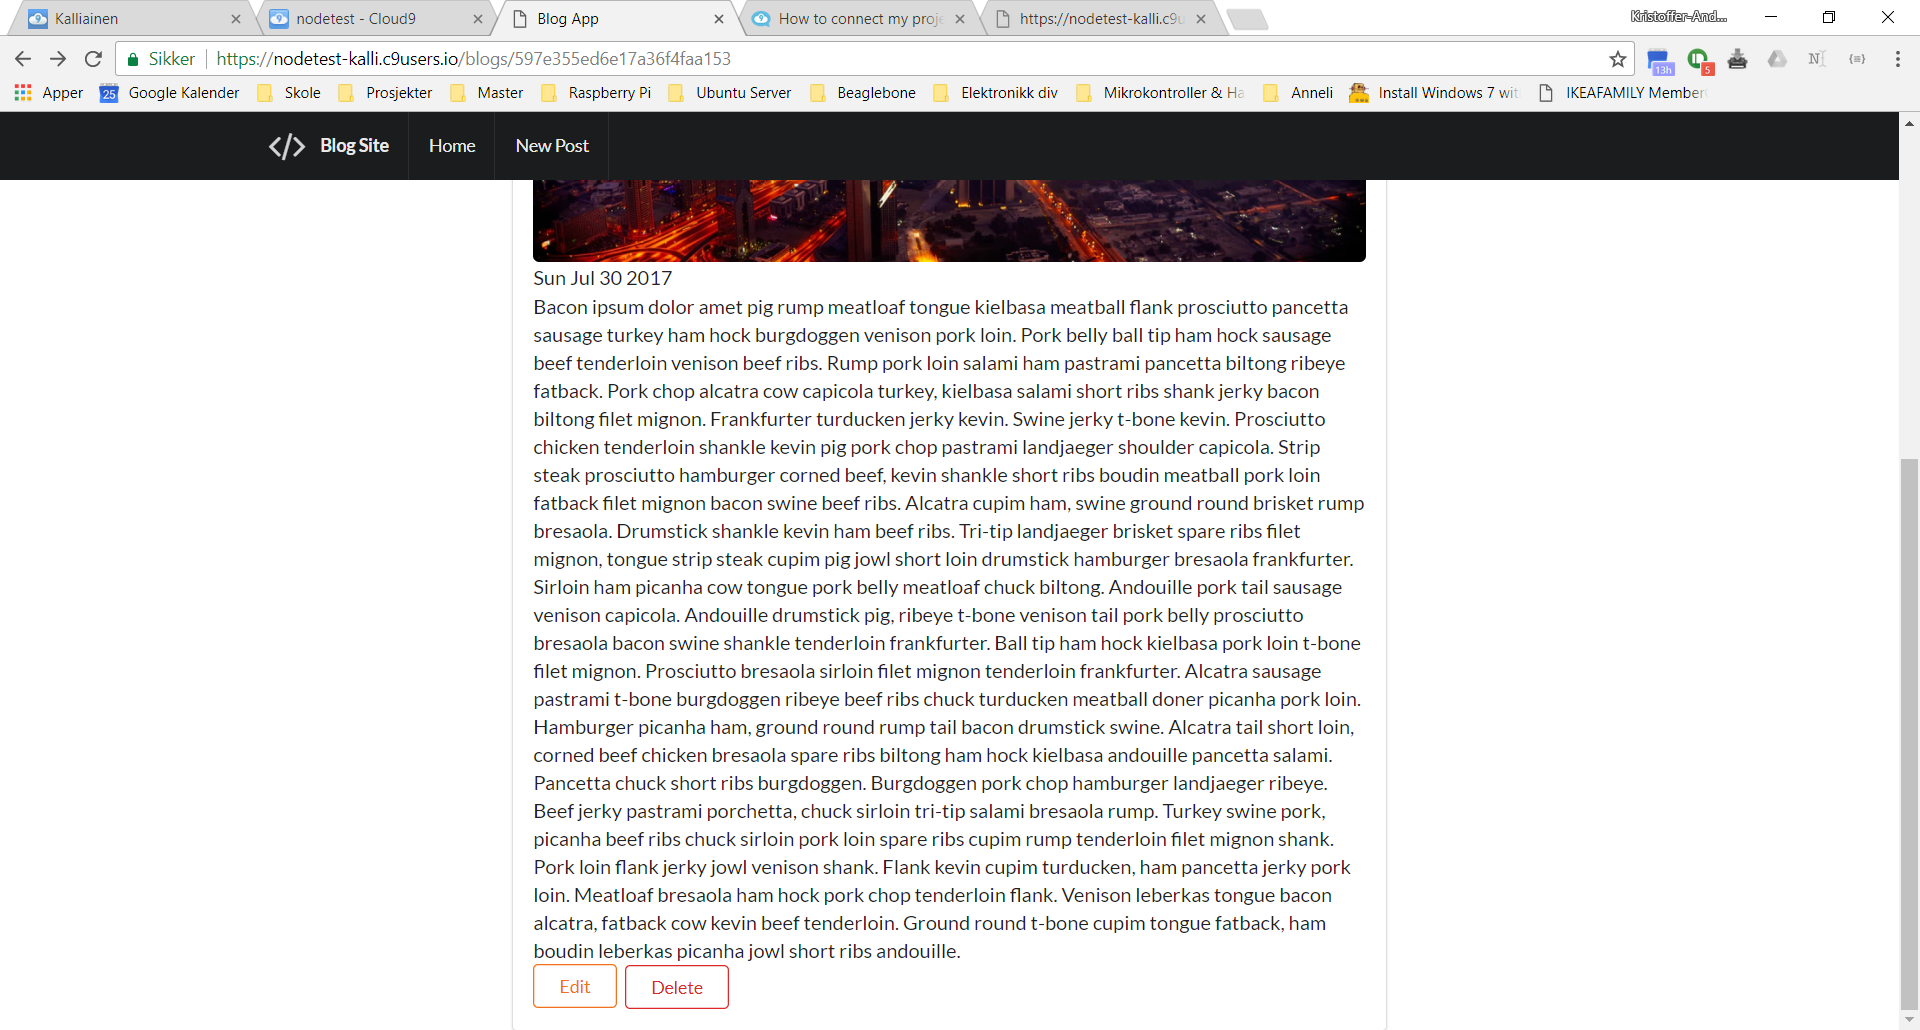 Kalliainen
nodetest - Cloud9
Blog App
How to connect my proje
https://nodetest-kalli.c9u
Kristoffer-And...
Sikker
https://nodetest-kalli.c9users.io/blogs/597e355ed6e17a36f4faa153
13h
5
Apper
25
Google Kalender
Skole
Prosjekter
Master
Raspberry Pi
Ubuntu Server
Beaglebone
Elektronikk div
Mikrokontroller & Ha
Anneli
Install Windows 7 wit
IKEAFAMILY Member
</> Blog Site
Home
New Post
Sun Jul 30 2017
Bacon ipsum dolor amet pig rump meatloaf tongue kielbasa meatball flank prosciutto pancetta
sausage turkey ham hock burgdoggen venison pork loin. Pork belly ball tip ham hock sausage
beef tenderloin venison beef ribs. Rump pork loin salami ham pastrami pancetta biltong ribeye
fatback. Pork chop alcatra cow capicola turkey, kielbasa salami short ribs shank jerky bacon
biltong filet mignon. Frankfurter turducken jerky kevin. Swine jerky t-bone kevin. Prosciutto
chicken tenderloin shankle kevin pig pork chop pastrami landjaeger shoulder capicola. Strip
steak prosciutto hamburger corned beef, kevin shankle short ribs boudin meatball pork loin
fatback filet mignon bacon swine beef ribs. Alcatra cupim ham, swine ground round brisket rump
bresaola. Drumstick shankle kevin ham beef ribs. Tri-tip landjaeger brisket spare ribs filet
mignon, tongue strip steak cupim pig jowl short loin drumstick hamburger bresaola frankfurter.
Sirloin ham picanha cow tongue pork belly meatloaf chuck biltong. Andouille pork tail sausage
venison capicola. Andouille drumstick pig, ribeye t-bone venison tail pork belly prosciutto
bresaola bacon swine shankle tenderloin frankfurter. Ball tip ham hock kielbasa pork loin t-bone
filet mignon. Prosciutto bresaola sirloin filet mignon tenderloin frankfurter. Alcatra sausage
pastrami t-bone burgdoggen ribeye beef ribs chuck turducken meatball doner picanha pork loin.
Hamburger picanha ham, ground round rump tail bacon drumstick swine. Alcatra tail short loin,
corned beef chicken bresaola spare ribs biltong ham hock kielbasa andouille pancetta salami.
Pancetta chuck short ribs burgdoggen. Burgdoggen pork chop hamburger landjaeger ribeye.
Beef jerky pastrami porchetta, chuck sirloin tri-tip salami bresaola rump. Turkey swine pork,
picanha beef ribs chuck sirloin pork loin spare ribs cupim rump tenderloin filet mignon shank.
Pork loin flank jerky jowl venison shank. Flank kevin cupim turducken, ham pancetta jerky pork
loin. Meatloaf bresaola ham hock pork chop tenderloin flank. Venison leberkas tongue bacon
alcatra, fatback cow kevin beef tenderloin. Ground round t-bone cupim tongue fatback, ham
boudin leberkas picanha jowl short ribs andouille.
Edit
Delete